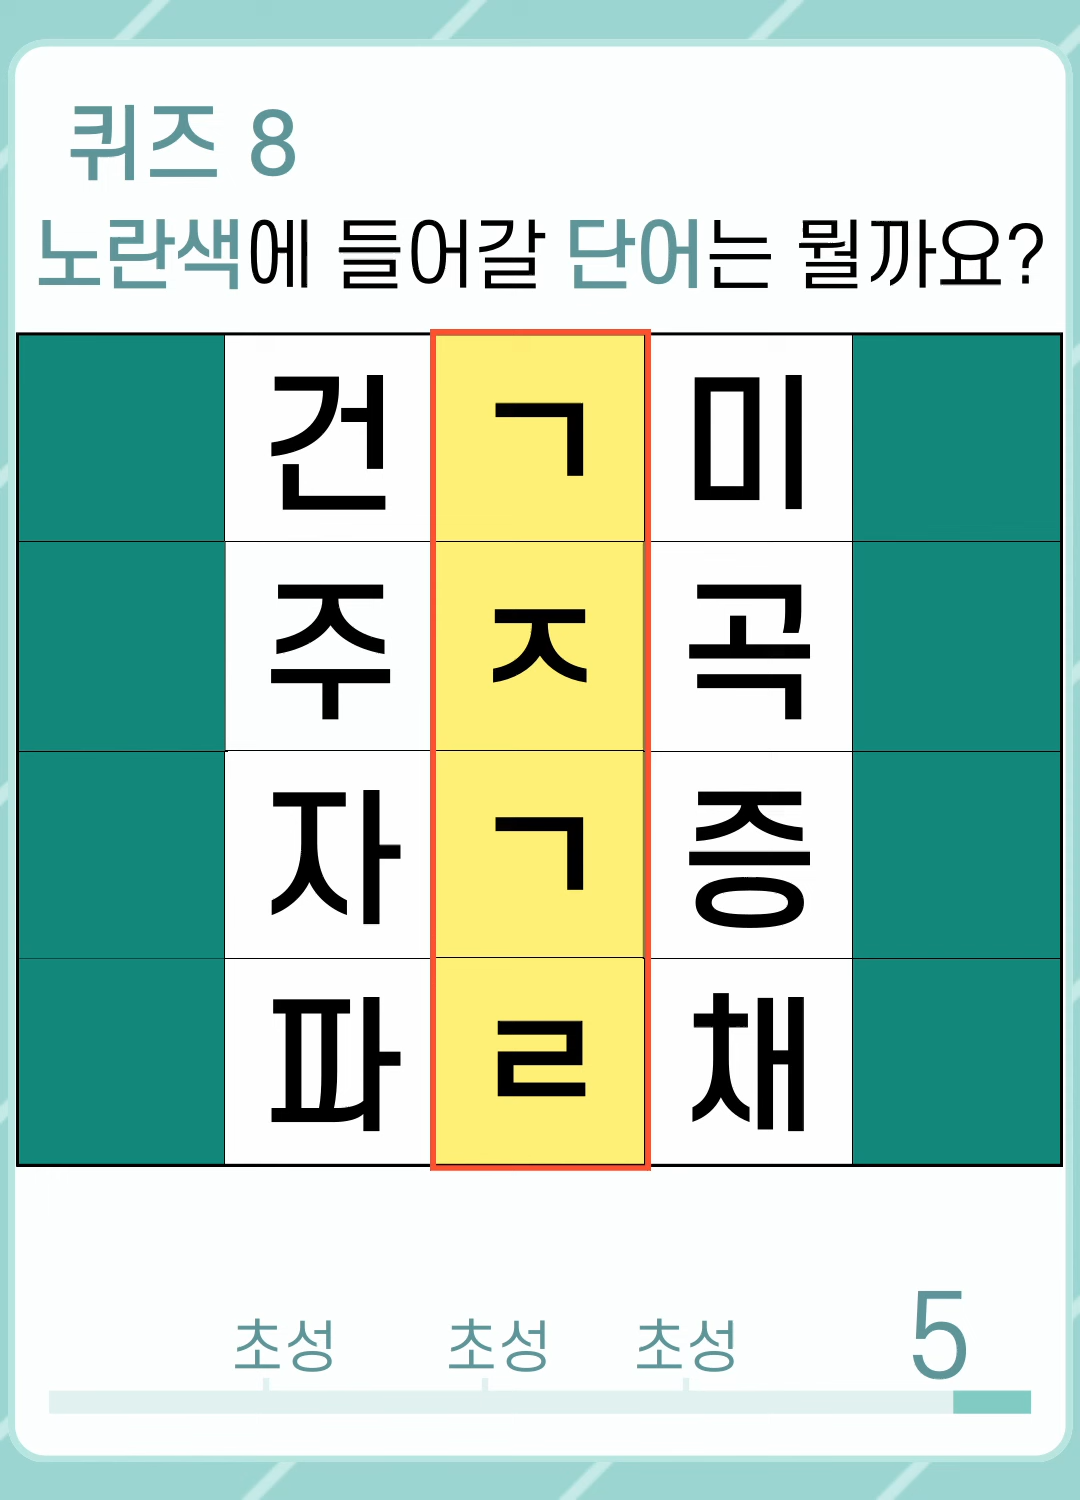 퀴즈 8
노란색에 들어갈 단어는 뭘까요?
건 ㄱ 미
주 ㅈ 곡
자 ㄱ 증
파 ㄹ 채
초성 초성 초성 5